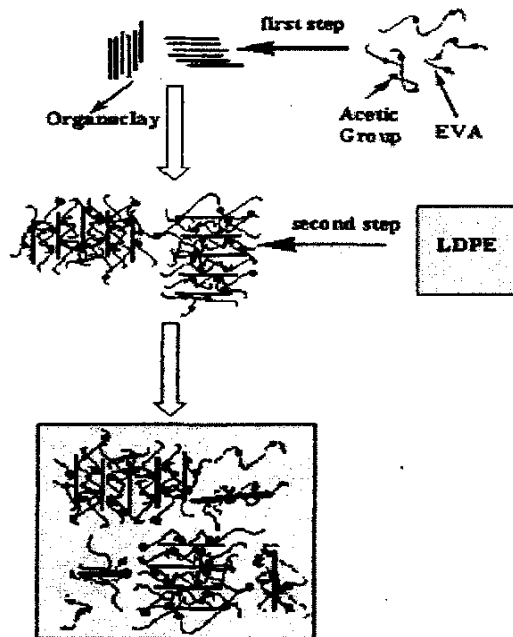 first step
Organoclay
Acetic
Group
EVA
second step
LDPE